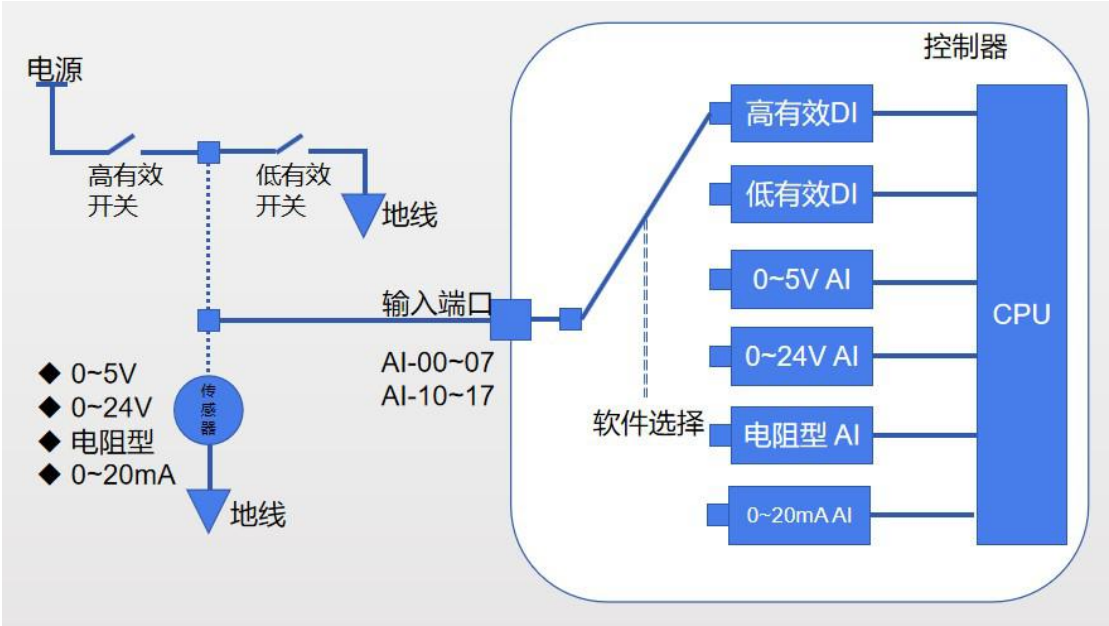 控制器
电源
高有效
开关
低有效
开关
地线
输入端口
AI-00~07
AI-10~17
◆ 0~5V
◆ 0~24V
◆ 电阻型
◆ 0~20mA
传
感
器
地线
软件选择
高有效DI
低有效DI
0~5V AI
0~24V AI
电阻型 AI
0~20mA AI
CPU